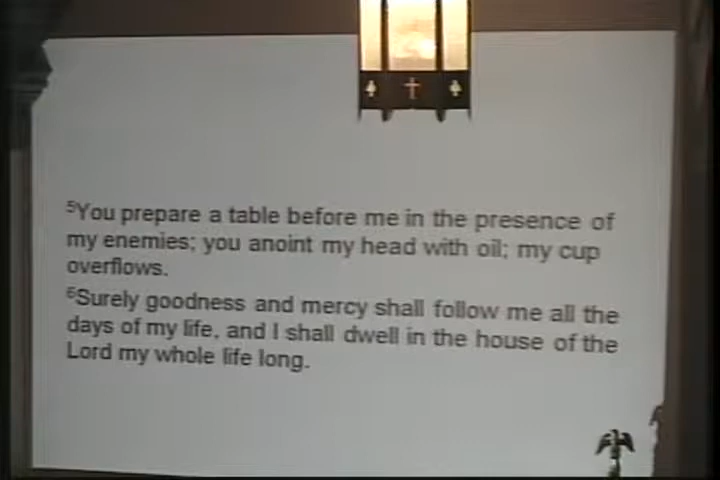 ⁵You prepare a table before me in the presence of
my enemies; you anoint my head with oil; my cup
overflows.
⁶Surely goodness and mercy shall follow me all the
days of my life, and I shall dwell in the house of the
Lord my whole life long.